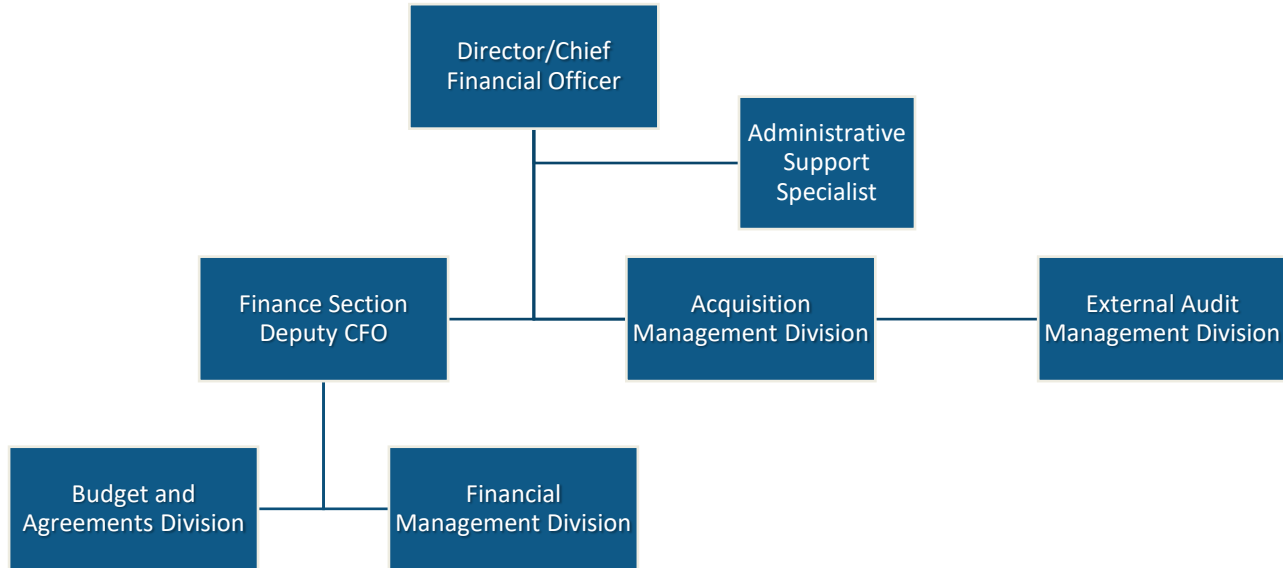 Director/Chief
Financial Officer
Administrative
Support
Specialist
Finance Section
Deputy CFO
Acquisition
Management Division
External Audit
Management Division
Budget and
Agreements Division
Financial
Management Division